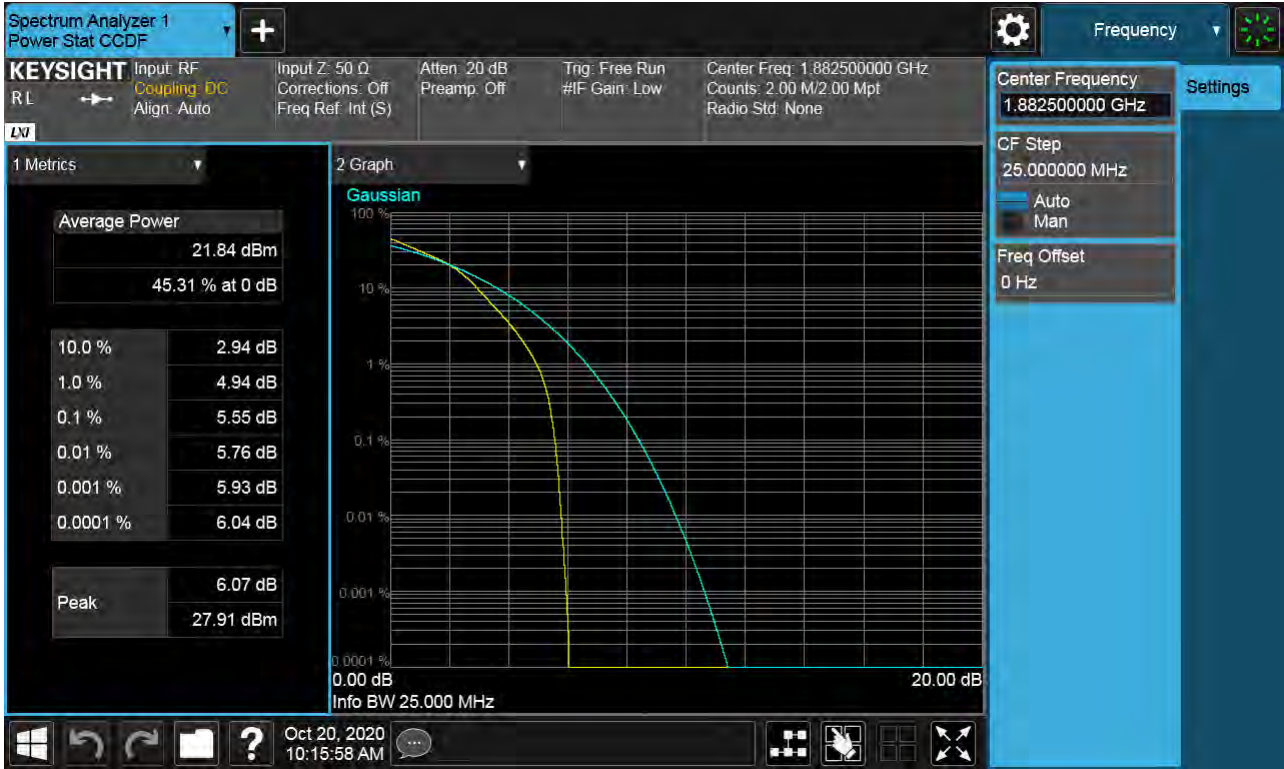 Spectrum Analyzer 1
Power Stat CCDF
+
Frequency
KEYSIGHT
RL
LXI
Input: RF
Coupling: DC
Align: Auto
Input Z: 50 Ω
Corrections: Off
Freq Ref: Int (S)
Atten: 20 dB
Preamp: Off
Trig: Free Run
#IF Gain: Low
Center Freq: 1.882500000 GHz
Counts: 2.00 M/2.00 Mpt
Radio Std: None
Center Frequency
1.882500000 GHz
Settings
CF Step
25.000000 MHz
Auto
Man
Freq Offset
0 Hz
1 Metrics
Average Power
21.84 dBm
45.31 % at 0 dB
10.0 % 2.94 dB
1.0 % 4.94 dB
0.1 % 5.55 dB
0.01 % 5.76 dB
0.001 % 5.93 dB
0.0001 % 6.04 dB
Peak
6.07 dB
27.91 dBm
2 Graph
Gaussian
100 %
10 %
1 %
0.1 %
0.01 %
0.001 %
0.0001 %
0.00 dB 20.00 dB
Info BW 25.000 MHz
?
Oct 20, 2020
10:15:58 AM